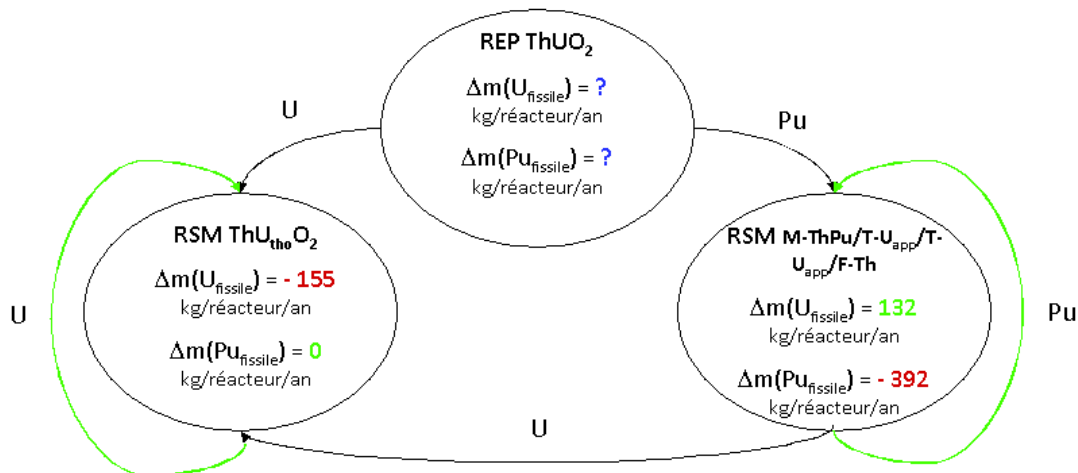 REP ThUO₂
Δm(U_fissile) = ?
kg/réacteur/an
Δm(Pu_fissile) = ?
kg/réacteur/an
U
Pu
RSM ThU_thoO₂
Δm(U_fissile) = - 155
kg/réacteur/an
Δm(Pu_fissile) = 0
kg/réacteur/an
RSM M-ThPu/T-U_app/T-
U_app/F-Th
Δm(U_fissile) = 132
kg/réacteur/an
Δm(Pu_fissile) = - 392
kg/réacteur/an
U
Pu
U